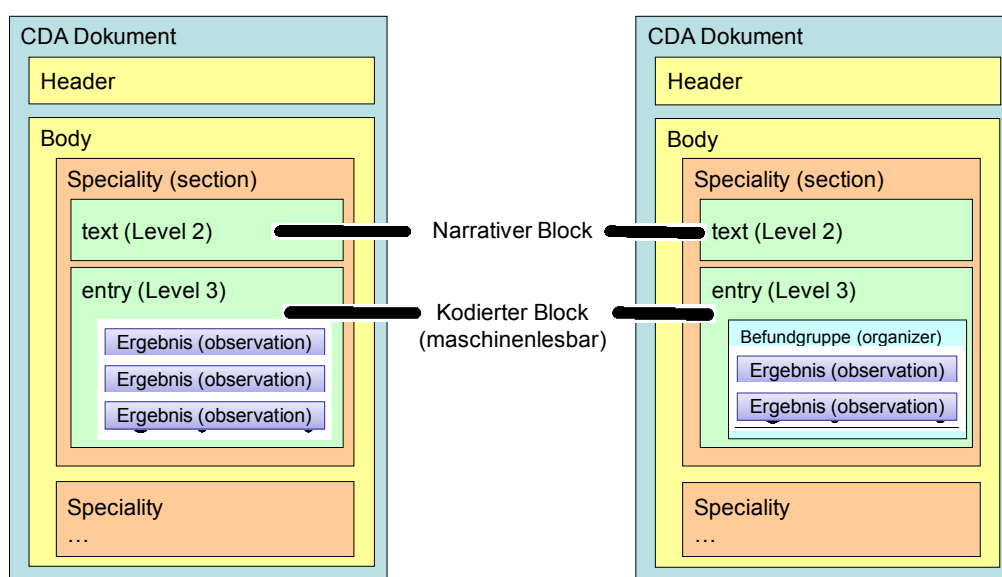 CDA Dokument
Header
Body
Speciality (section)
text (Level 2)
entry (Level 3)
Ergebnis (observation)
Ergebnis (observation)
Ergebnis (observation)
Speciality
…
Narrativer Block
Kodierter Block
(maschinenlesbar)
CDA Dokument
Header
Body
Speciality (section)
text (Level 2)
entry (Level 3)
Befundgruppe (organizer)
Ergebnis (observation)
Ergebnis (observation)
Speciality
…